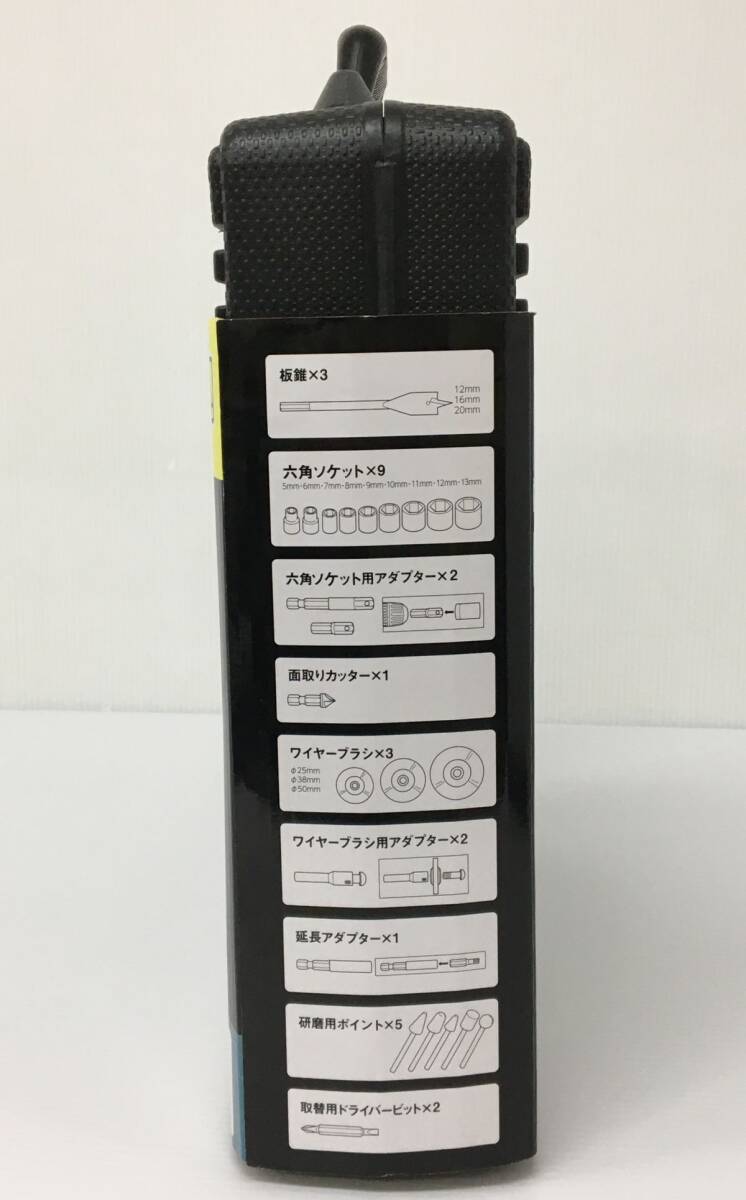 板錐×3
12mm
16mm
20mm
六角ソケット×9
5mm・6mm・7mm・8mm・9mm・10mm・11mm・12mm・13mm
六角ソケット用アダプター×2
面取りカッター×1
ワイヤーブラシ×3
φ25mm
φ38mm
φ50mm
ワイヤーブラシ用アダプター×2
延長アダプター×1
研磨用ポイント×5
取替用ドライバービット×2